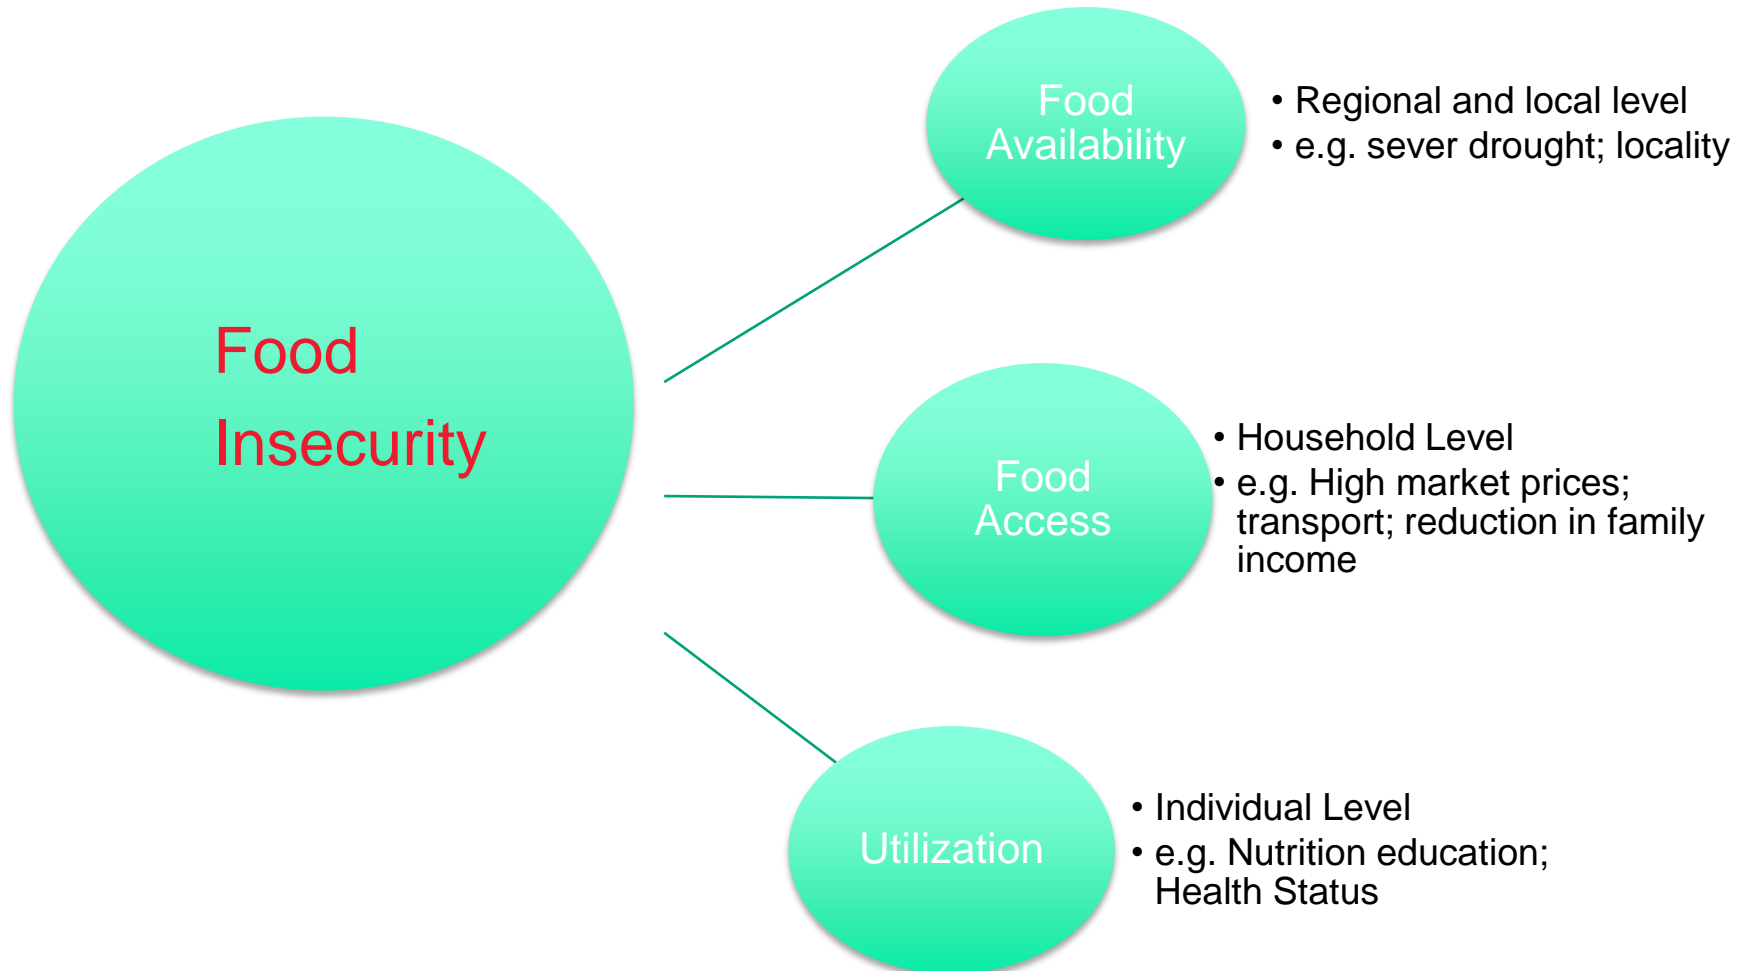 Food
Insecurity
Food
Availability
• Regional and local level
• e.g. sever drought; locality
Food
Access
• Household Level
• e.g. High market prices;
transport; reduction in family
income
Utilization
• Individual Level
• e.g. Nutrition education;
Health Status